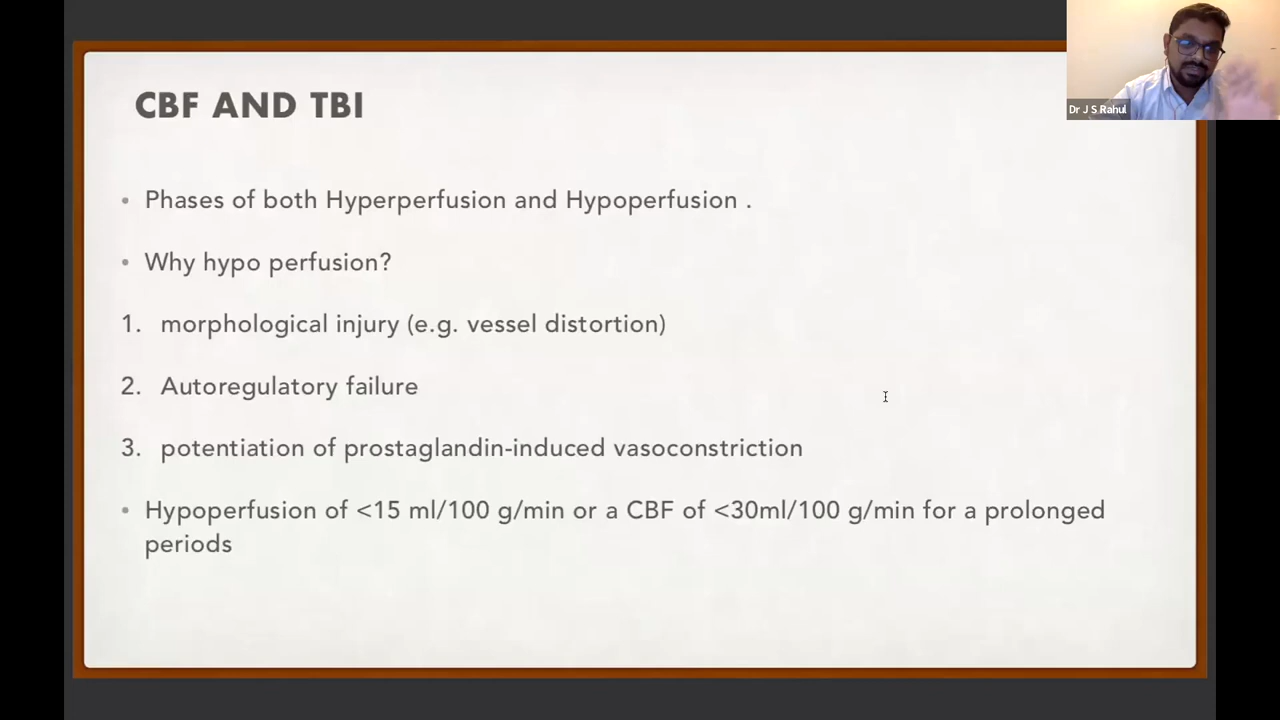 Dr J S Rahul
CBF AND TBI
• Phases of both Hyperperfusion and Hypoperfusion .
• Why hypo perfusion?
1. morphological injury (e.g. vessel distortion)
2. Autoregulatory failure
3. potentiation of prostaglandin-induced vasoconstriction
• Hypoperfusion of <15 ml/100 g/min or a CBF of <30ml/100 g/min for a prolonged
periods